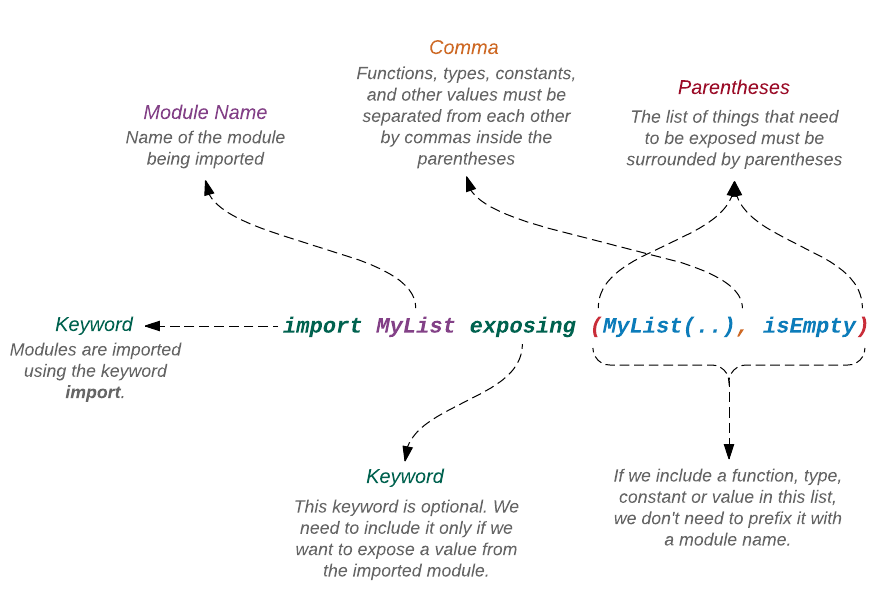 Comma
Functions, types, constants,
and other values must be
separated from each other
by commas inside the
parentheses
Parentheses
The list of things that need
to be exposed must be
surrounded by parentheses
Module Name
Name of the module
being imported
import MyList exposing (MyList(..), isEmpty)
Keyword
Modules are imported
using the keyword
import.
Keyword
This keyword is optional. We
need to include it only if we
want to expose a value from
the imported module.
If we include a function, type,
constant or value in this list,
we don't need to prefix it with
a module name.